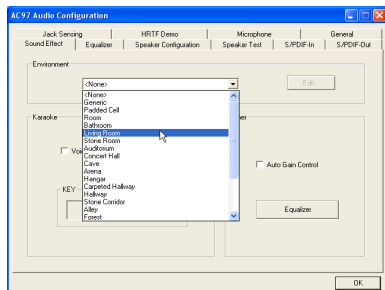 AC97 Audio Configuration
Jack Sensing HRTF Demo Microphone General
Sound Effect Equalizer Speaker Configuration Speaker Test S/PDIF-In S/PDIF-Out
Environment
<None> Edit...
<None>
Generic
Padded Cell
Room
Bathroom
Living Room
Stone Room
Auditorium
Concert Hall
Cave
Arena
Hangar
Carpeted Hallway
Hallway
Stone Corridor
Alley
Forest
Karaoke
Auto Gain Control
KEY
Equalizer
OK